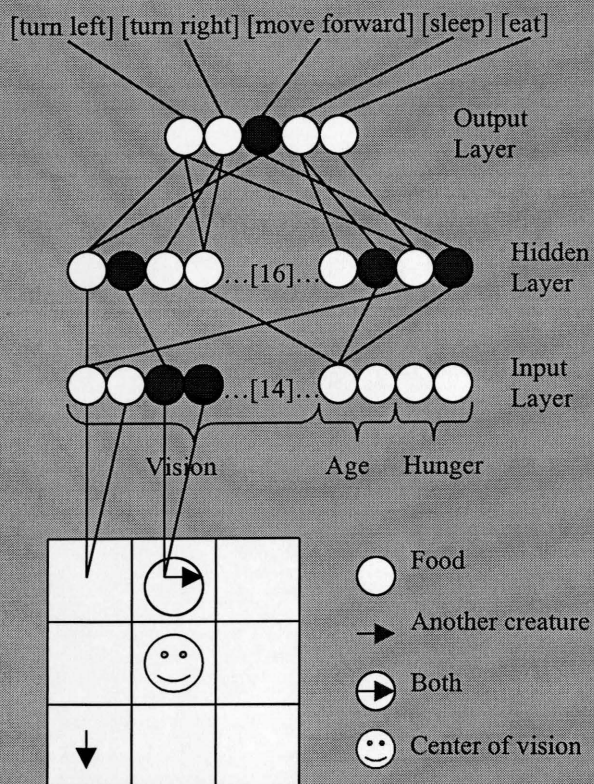 [turn left] [turn right] [move forward] [sleep] [eat]
Output
Layer
...[16]...
Hidden
Layer
...[14]...
Input
Layer
Vision
Age
Hunger
Food
Another creature
Both
Center of vision